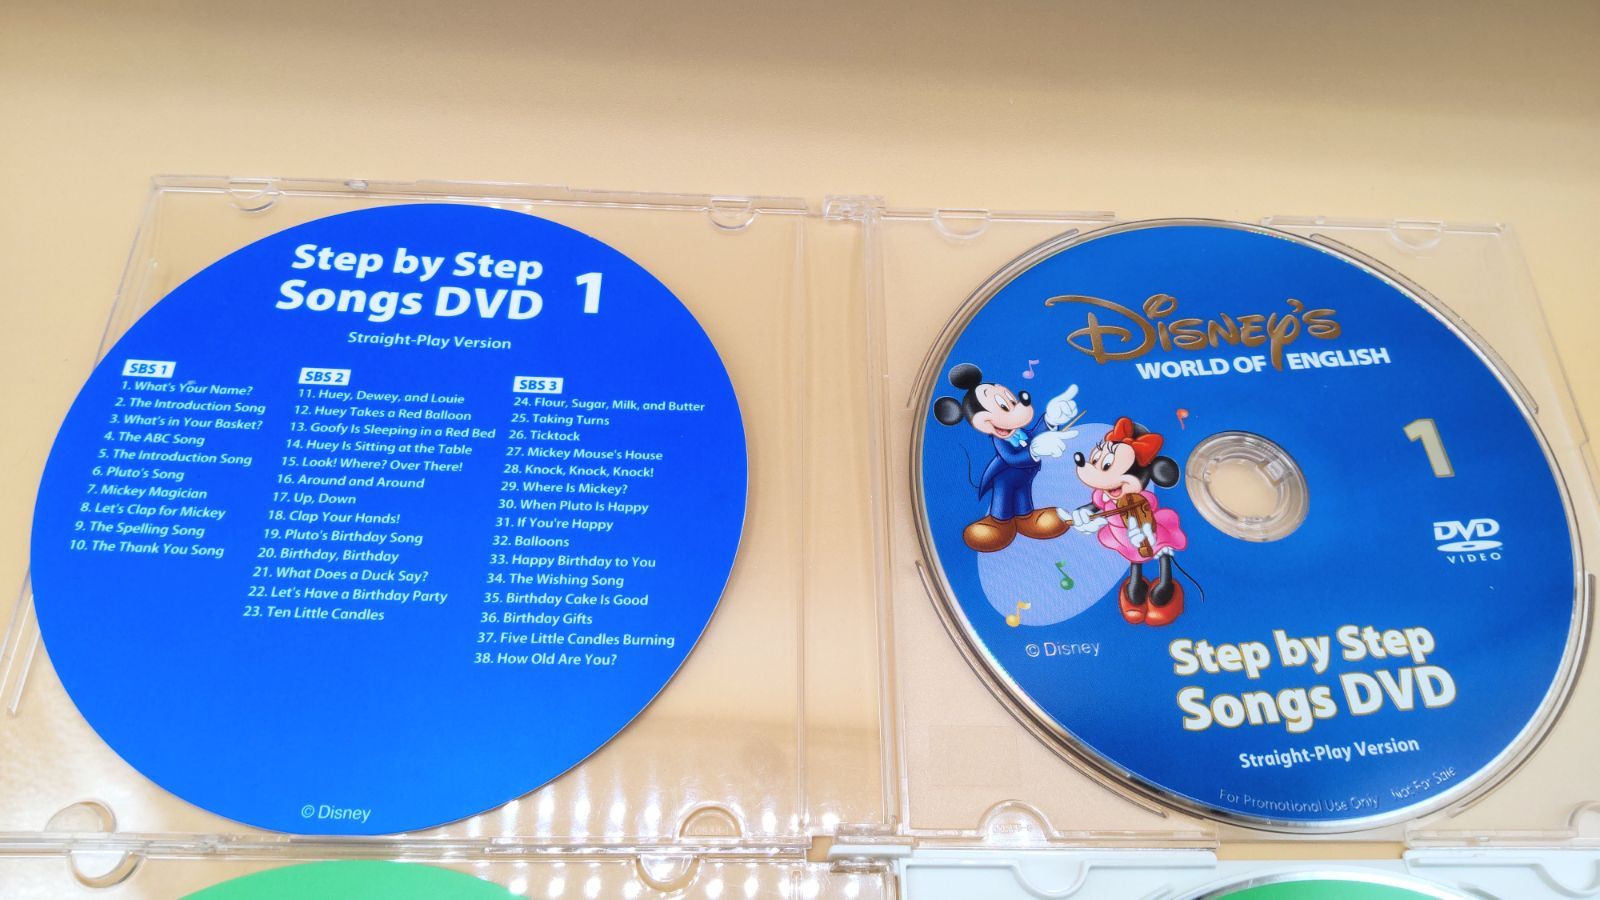 Step by Step
Songs DVD 1
Straight-Play Version
SBS 1
1. What's Your Name?
2. The Introduction Song
3. What's in Your Basket?
4. The ABC Song
5. The Introduction Song
6. Pluto's Song
7. Mickey Magician
8. Let's Clap for Mickey
9. The Spelling Song
10. The Thank You Song
SBS 2
11. Huey, Dewey, and Louie
12. Huey Takes a Red Balloon
13. Goofy Is Sleeping in a Red Bed
14. Huey Is Sitting at the Table
15. Look! Where? Over There!
16. Around and Around
17. Up, Down
18. Clap Your Hands!
19. Pluto's Birthday Song
20. Birthday, Birthday
21. What Does a Duck Say?
22. Let's Have a Birthday Party
23. Ten Little Candles
SBS 3
24. Flour, Sugar, Milk, and Butter
25. Taking Turns
26. Ticktock
27. Mickey Mouse's House
28. Knock, Knock, Knock!
29. Where Is Mickey?
30. When Pluto Is Happy
31. If You're Happy
32. Balloons
33. Happy Birthday to You
34. The Wishing Song
35. Birthday Cake Is Good
36. Birthday Gifts
37. Five Little Candles Burning
38. How Old Are You?
© Disney
DISNEY'S
WORLD OF ENGLISH
1
DVD
VIDEO
© Disney
Step by Step
Songs DVD
Straight-Play Version
For Promotional Use Only Not For Sale